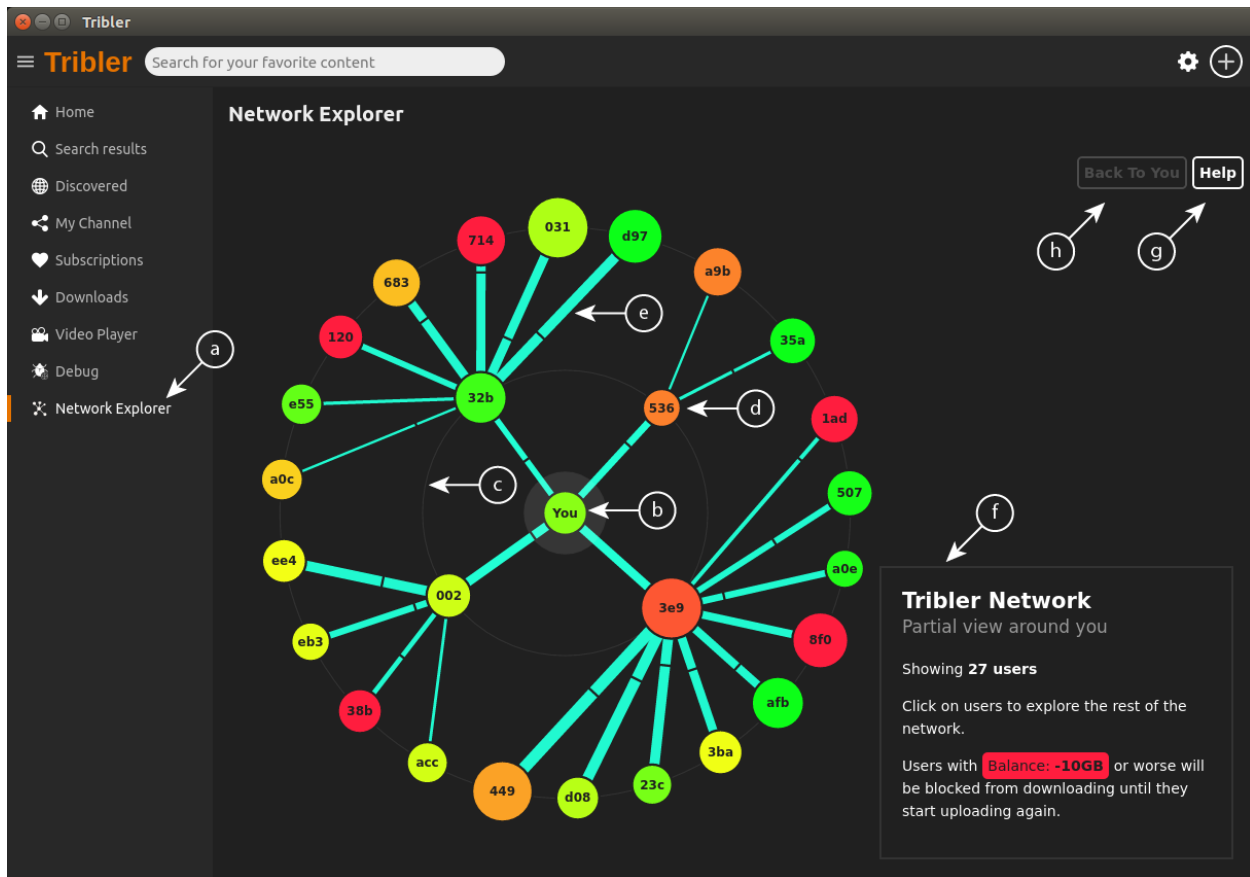 Tribler
Tribler
Search for your favorite content
Home
Search results
Discovered
My Channel
Subscriptions
Downloads
Video Player
Debug
Network Explorer
a
Network Explorer
Back To You
Help
h
g
031
d97
714
a9b
683
e
120
35a
e55
32b
536
d
1ad
a0c
c
507
You
b
f
ee4
a0e
002
3e9
eb3
8f0
38b
afb
acc
3ba
449
d08
23c
Tribler Network
Partial view around you
Showing 27 users
Click on users to explore the rest of the
network.
Users with Balance: -10GB or worse will
be blocked from downloading until they
start uploading again.